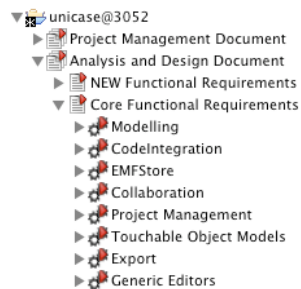 unicase@3052
Project Management Document
Analysis and Design Document
NEW Functional Requirements
Core Functional Requirements
Modelling
CodeIntegration
EMFStore
Collaboration
Project Management
Touchable Object Models
Export
Generic Editors